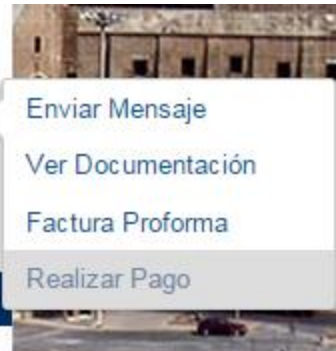 Enviar Mensaje
Ver Documentación
Factura Proforma
Realizar Pago